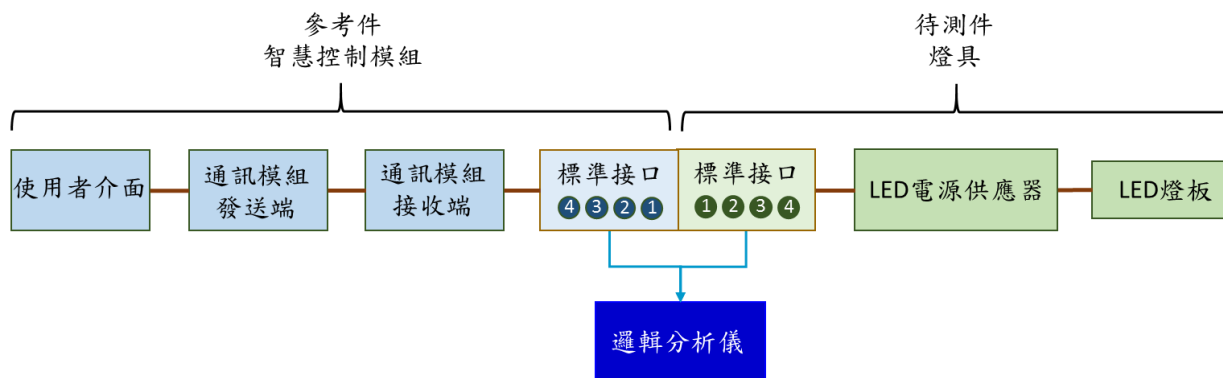 參考件
智慧控制模組
待測件
燈具
使用者介面
通訊模組
發送端
通訊模組
接收端
標準接口
4 3 2 1
標準接口
1 2 3 4
LED電源供應器
LED燈板
邏輯分析儀